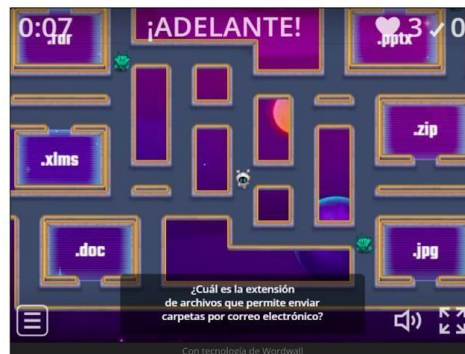 0:07 ¡ADELANTE! 3 0
.rar .pptx
.zip
.xlms
.doc .jpg
¿Cuál es la extensión
de archivos que permite enviar
carpetas por correo electrónico?
Con tecnología de Wordwall